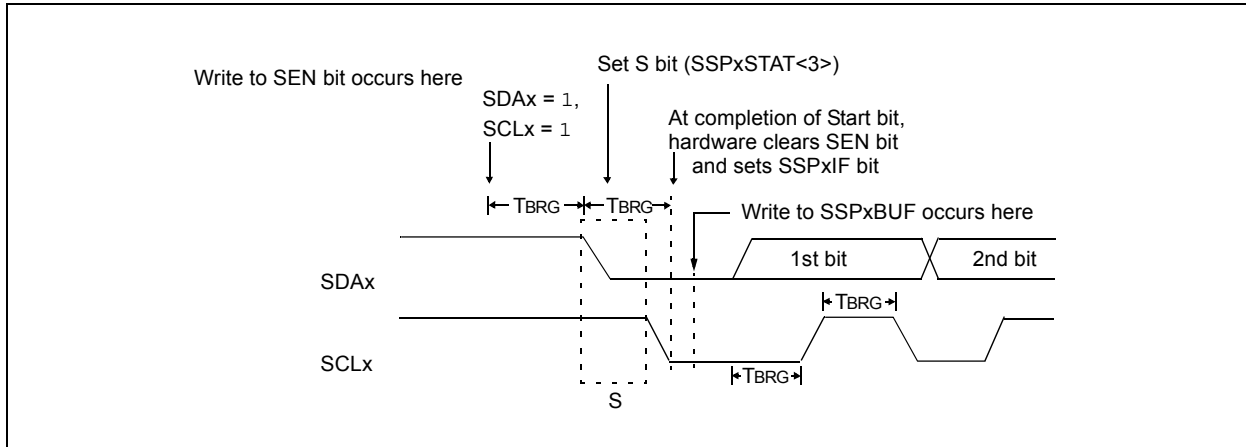 Write to SEN bit occurs here
Set S bit (SSPxSTAT<3>)
SDAx = 1,
SCLx = 1
At completion of Start bit,
hardware clears SEN bit
and sets SSPxIF bit
TBRG
TBRG
Write to SSPxBUF occurs here
SDAx
1st bit
2nd bit
TBRG
SCLx
TBRG
S